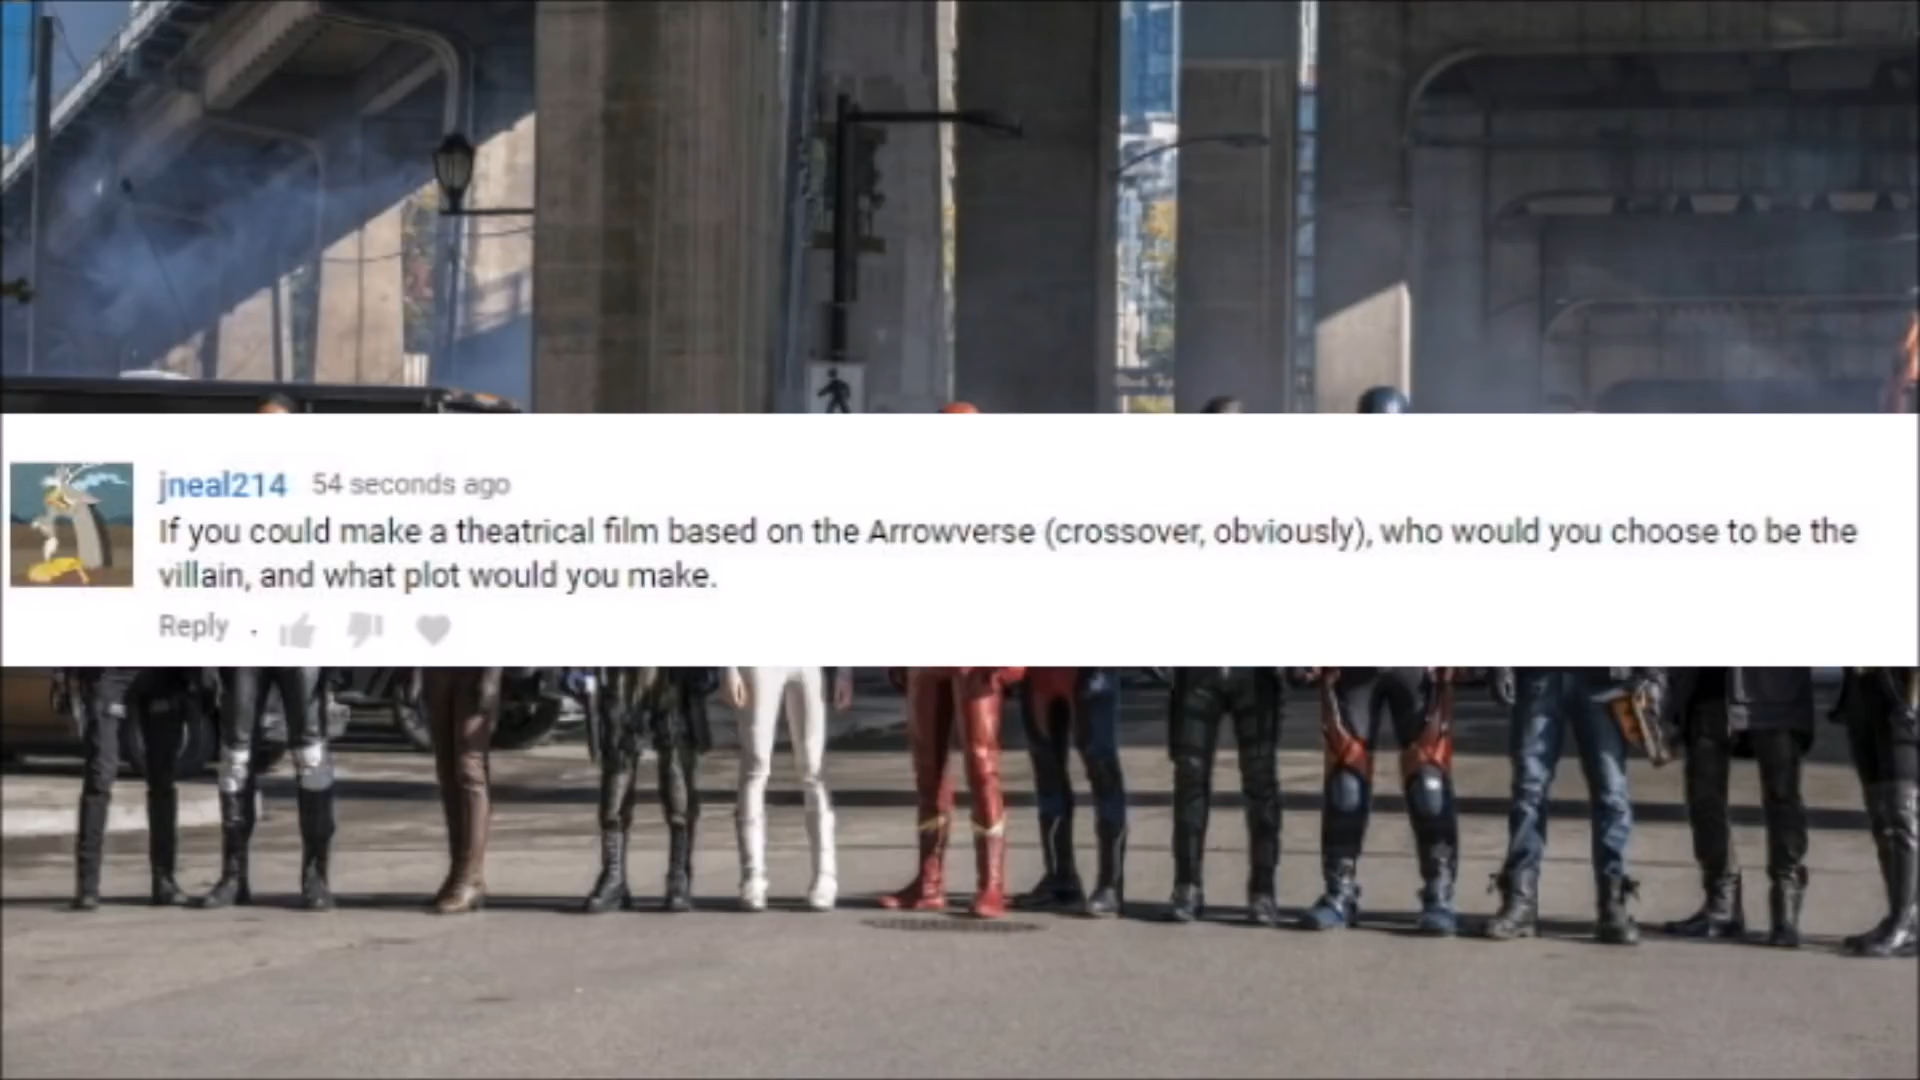 jneal214 54 seconds ago
If you could make a theatrical film based on the Arrowverse (crossover, obviously), who would you choose to be the
villain, and what plot would you make.
Reply .